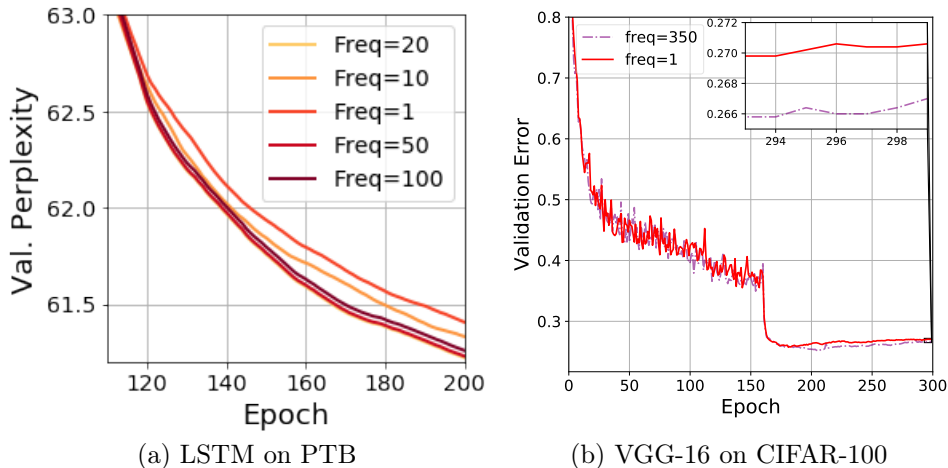 63.0
62.5
62.0
61.5
Val. Perplexity
Freq=20
Freq=10
Freq=1
Freq=50
Freq=100
120 140 160 180 200
Epoch
(a) LSTM on PTB
0.8
0.7
0.6
0.5
0.4
0.3
Validation Error
freq=350
freq=1
0.272
0.270
0.268
0.266
294 296 298
0 50 100 150 200 250 300
Epoch
(b) VGG-16 on CIFAR-100